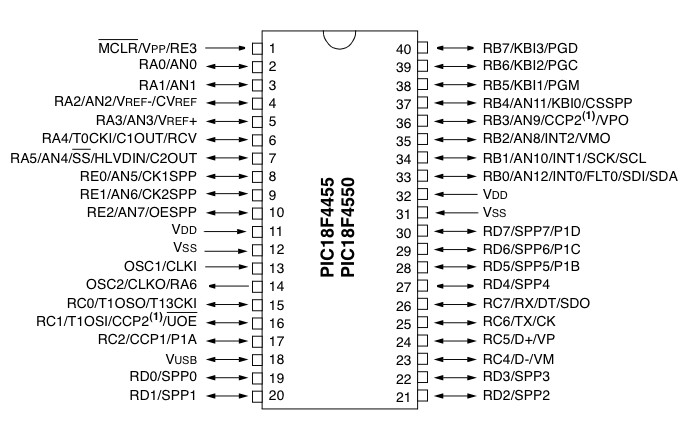 MCLR/VPP/RE3 1
RA0/AN0 2
RA1/AN1 3
RA2/AN2/VREF-/CVREF 4
RA3/AN3/VREF+ 5
RA4/T0CKI/C1OUT/RCV 6
RA5/AN4/SS/HLVDIN/C2OUT 7
RE0/AN5/CK1SPP 8
RE1/AN6/CK2SPP 9
RE2/AN7/OESPP 10
VDD 11
VSS 12
OSC1/CLKI 13
OSC2/CLKO/RA6 14
RC0/T1OSO/T13CKI 15
RC1/T1OSI/CCP2(1)/UOE 16
RC2/CCP1/P1A 17
VUSB 18
RD0/SPP0 19
RD1/SPP1 20
PIC18F4455
PIC18F4550
40 RB7/KBI3/PGD
39 RB6/KBI2/PGC
38 RB5/KBI1/PGM
37 RB4/AN11/KBI0/CSSPP
36 RB3/AN9/CCP2(1)/VPO
35 RB2/AN8/INT2/VMO
34 RB1/AN10/INT1/SCK/SCL
33 RB0/AN12/INT0/FLT0/SDI/SDA
32 VDD
31 VSS
30 RD7/SPP7/P1D
29 RD6/SPP6/P1C
28 RD5/SPP5/P1B
27 RD4/SPP4
26 RC7/RX/DT/SDO
25 RC6/TX/CK
24 RC5/D+/VP
23 RC4/D-/VM
22 RD3/SPP3
21 RD2/SPP2